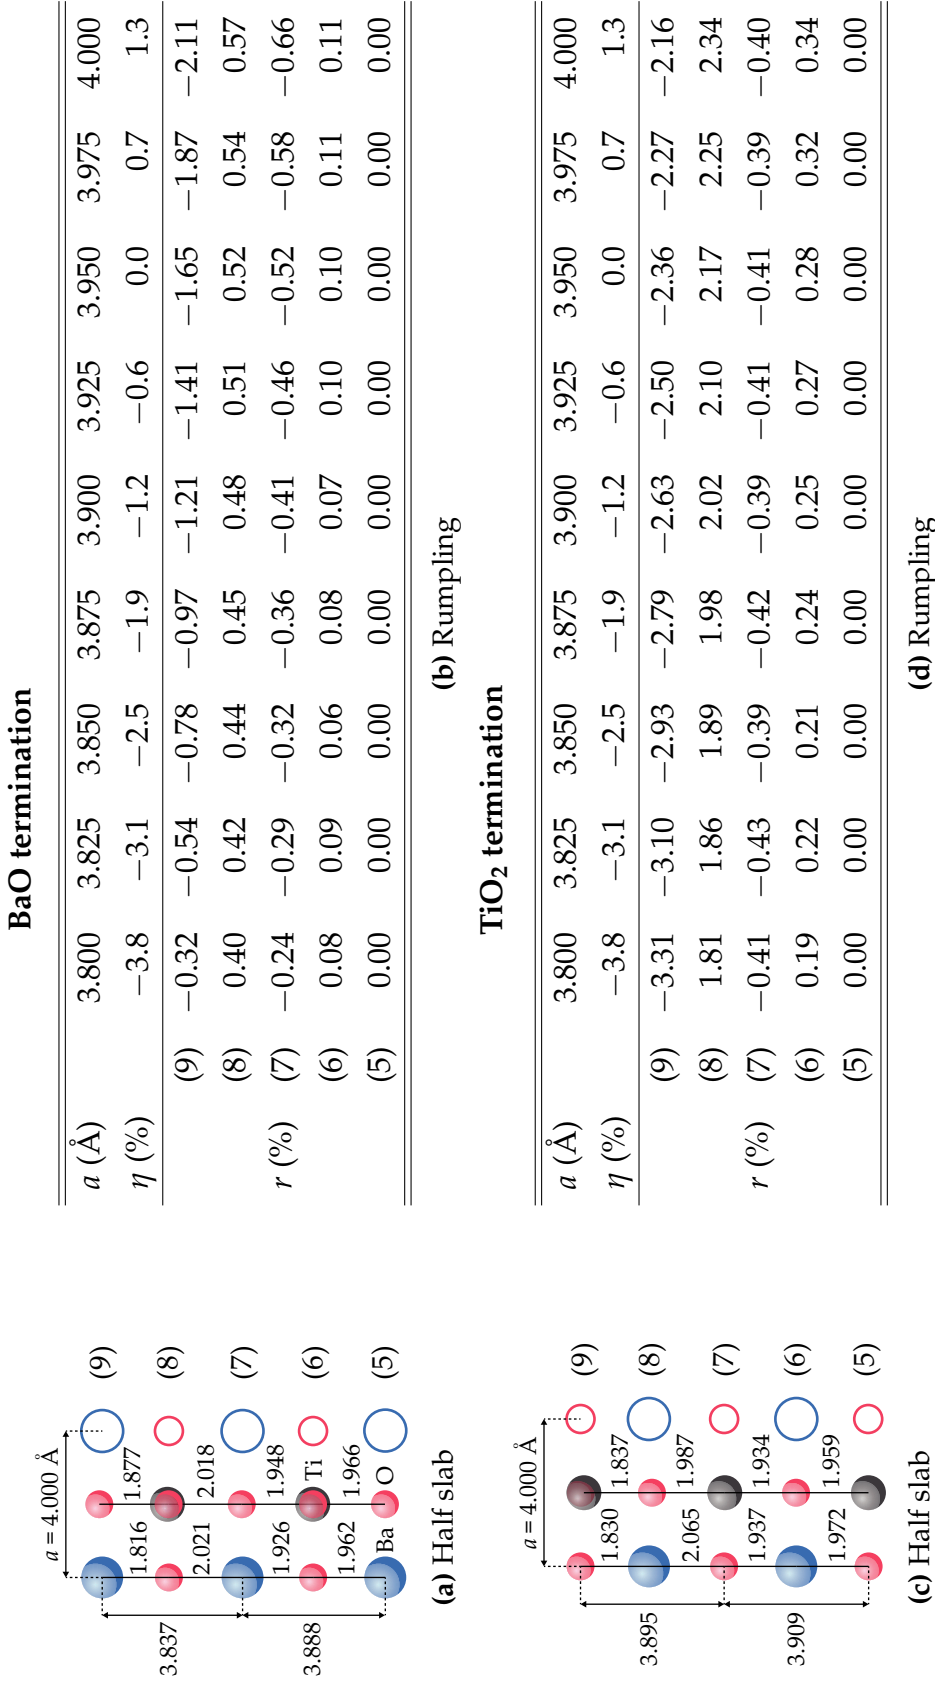 BaO termination
a = 4.000 Å
1.816 1.877 (9)
3.837
2.021 2.018 (8)
1.926 1.948 (7)
3.888
Ti (6)
1.962 1.966
Ba O (5)
(a) Half slab
a (Å) 3.800 3.825 3.850 3.875 3.900 3.925 3.950 3.975 4.000
η (%) −3.8 −3.1 −2.5 −1.9 −1.2 −0.6 0.0 0.7 1.3
(9) −0.32 −0.54 −0.78 −0.97 −1.21 −1.41 −1.65 −1.87 −2.11
(8) 0.40 0.42 0.44 0.45 0.48 0.51 0.52 0.54 0.57
r (%) (7) −0.24 −0.29 −0.32 −0.36 −0.41 −0.46 −0.52 −0.58 −0.66
(6) 0.08 0.09 0.06 0.08 0.07 0.10 0.10 0.11 0.11
(5) 0.00 0.00 0.00 0.00 0.00 0.00 0.00 0.00 0.00
(b) Rumpling
TiO2 termination
a = 4.000 Å
(9)
1.830 1.837
3.895 (8)
2.065 1.987
(7)
1.937 1.934
3.909 (6)
1.972 1.959
(5)
(c) Half slab
a (Å) 3.800 3.825 3.850 3.875 3.900 3.925 3.950 3.975 4.000
η (%) −3.8 −3.1 −2.5 −1.9 −1.2 −0.6 0.0 0.7 1.3
(9) −3.31 −3.10 −2.93 −2.79 −2.63 −2.50 −2.36 −2.27 −2.16
(8) 1.81 1.86 1.89 1.98 2.02 2.10 2.17 2.25 2.34
r (%) (7) −0.41 −0.43 −0.39 −0.42 −0.39 −0.41 −0.41 −0.39 −0.40
(6) 0.19 0.22 0.21 0.24 0.25 0.27 0.28 0.32 0.34
(5) 0.00 0.00 0.00 0.00 0.00 0.00 0.00 0.00 0.00
(d) Rumpling